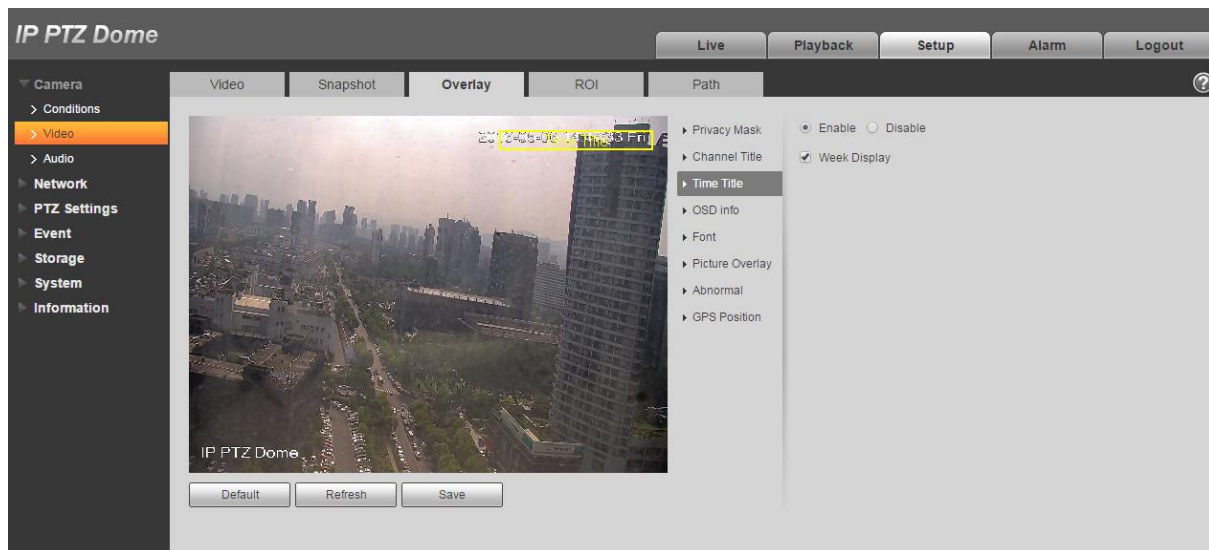 IP PTZ Dome
Live Playback Setup Alarm Logout
Camera
Conditions
Video
Audio
Network
PTZ Settings
Event
Storage
System
Information
Video Snapshot Overlay ROI Path
?
Fri
IP PTZ Dome
Default Refresh Save
Privacy Mask
Channel Title
Time Title
OSD info
Font
Picture Overlay
Abnormal
GPS Position
Enable Disable
Week Display